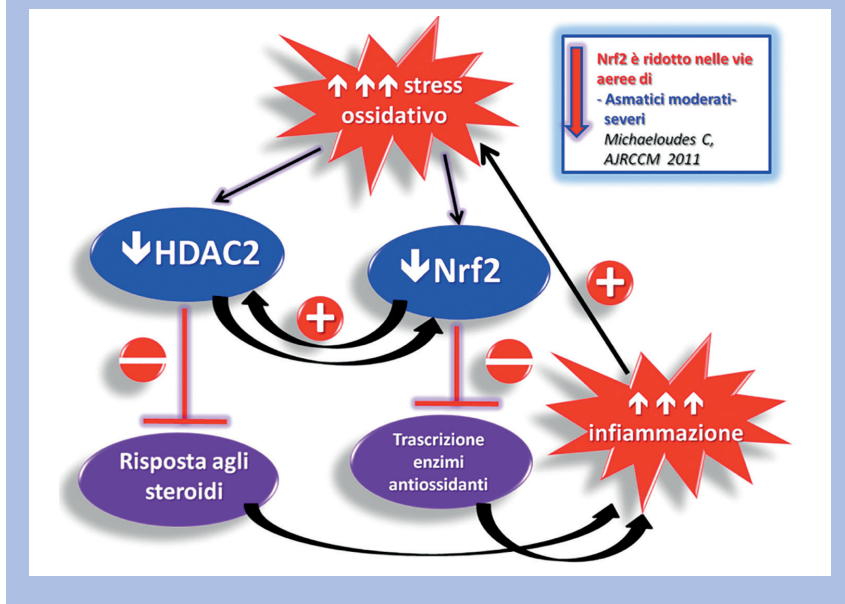 ↑ ↑↑ stress
ossidativo
Nrf2 è ridotto nelle vie
aeree di
- Asmatici moderati-
severi
Michaeloudes C,
AJRCCM 2011
↓HDAC2
↓Nrf2
+
+
−
−
↑ ↑ ↑
infiammazione
Risposta agli
steroidi
Trascrizione
enzimi
antiossidanti